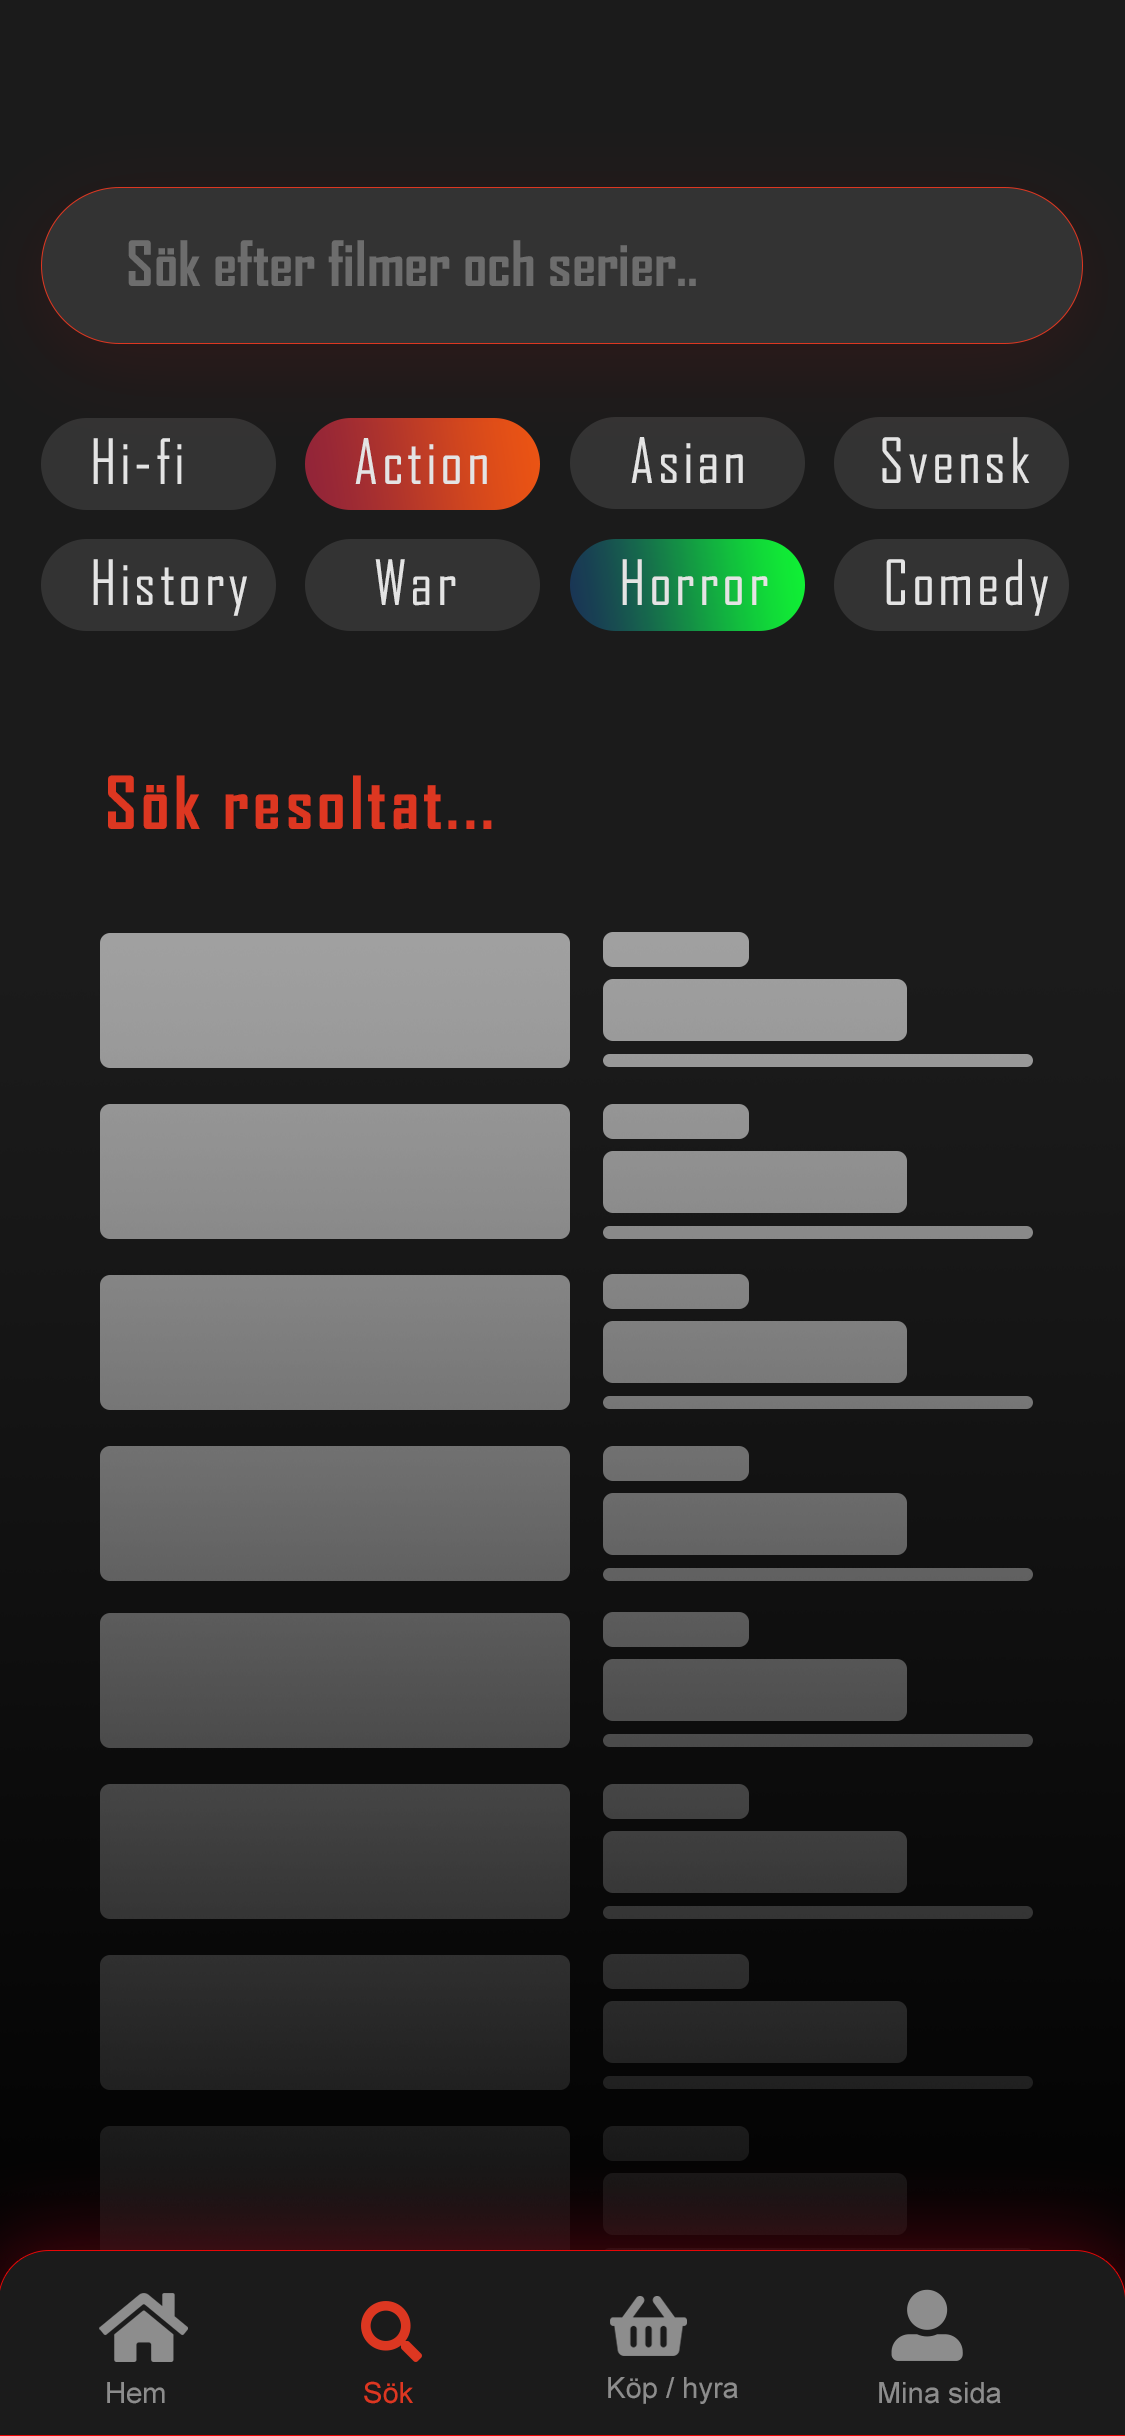 Sök efter filmer och serier..
Hi-fi Action Asian Svensk
History War Horror Comedy
Sök resoltat...
Hem Sök Köp / hyra Mina sida